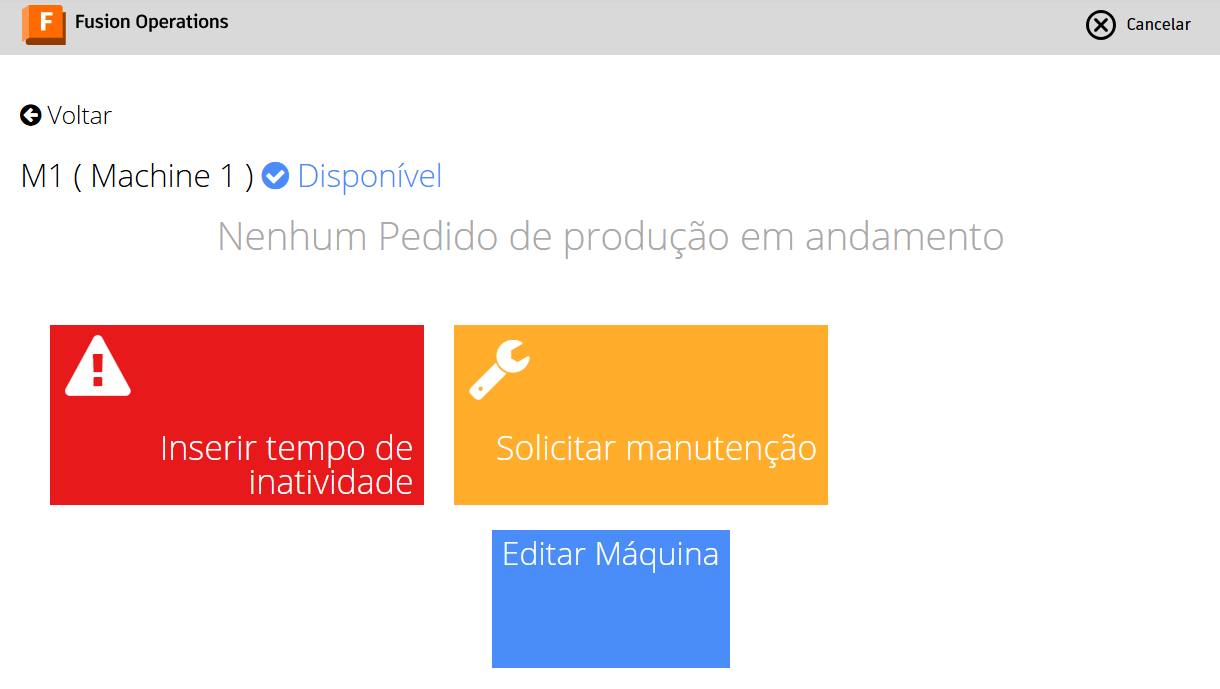 F Fusion Operations
Cancelar
Voltar
M1 ( Machine 1 ) Disponível
Nenhum Pedido de produção em andamento
Inserir tempo de
inatividade
Solicitar manutenção
Editar Máquina